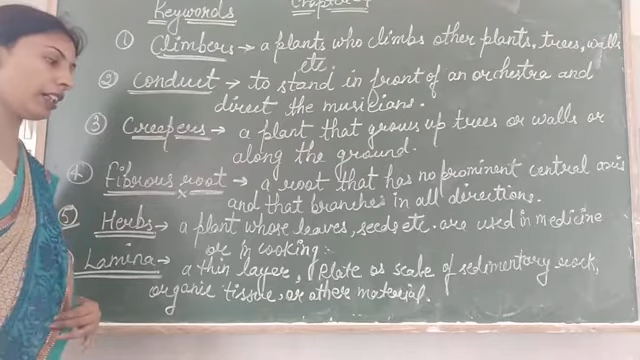 Keywords
Chapter
① Climbers → a plants who climbs other plants, trees, walls
etc.
② conduct → to stand in front of an orchestra and
direct the musicians.
③ Creepers → a plant that grows up trees or walls or
along the ground.
④ fibrous root → a root that has no prominent central axis
and that branches in all directions.
⑤ Herbs → a plant whose leaves, seeds etc. are used in medicine
or in cooking.
Lamina → a thin layer, plate or scale of sedimentary rock,
organic tissue, or other material.